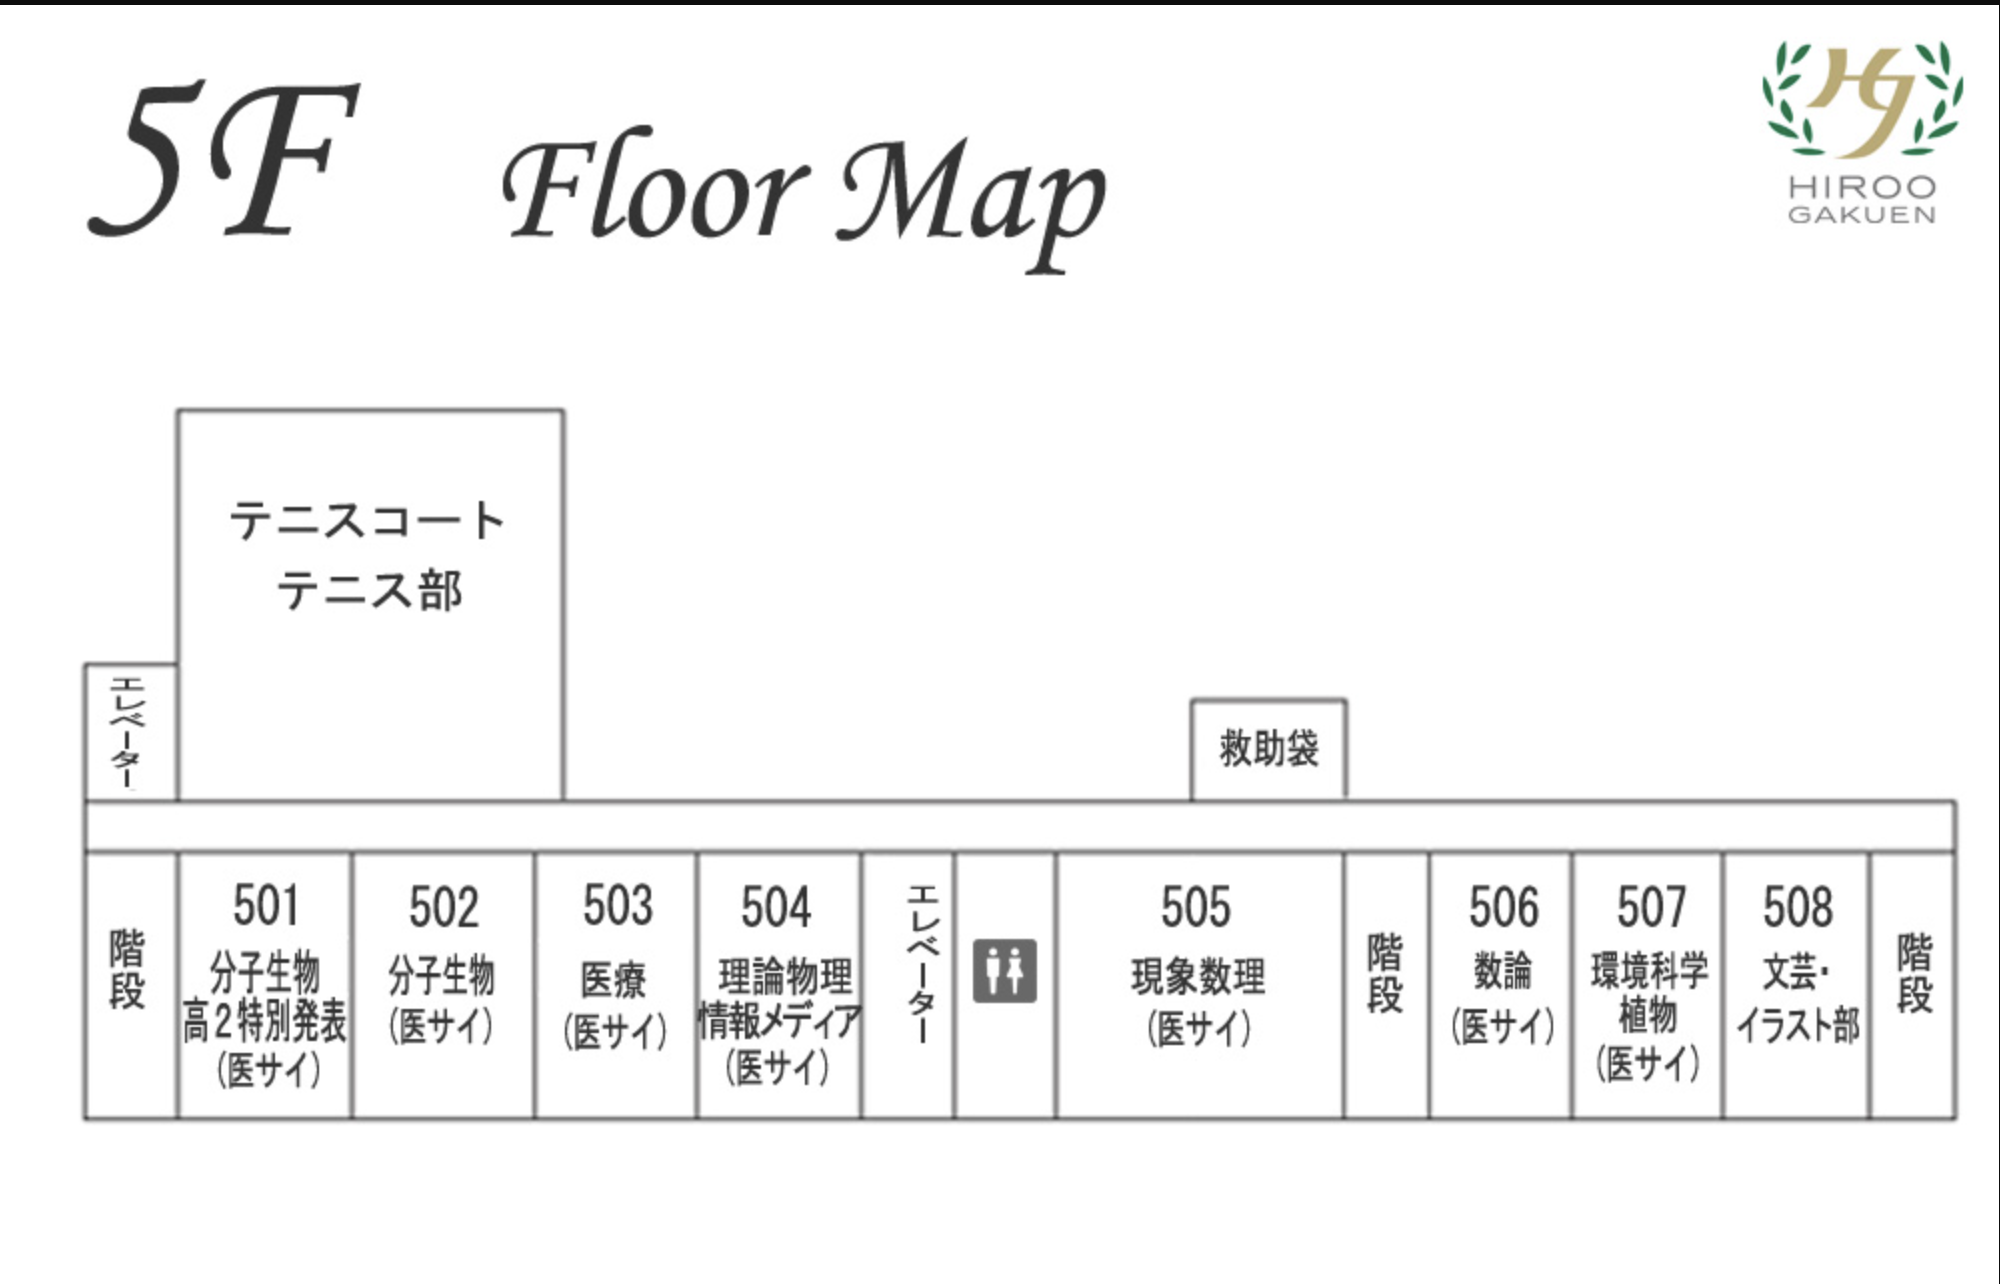 5F Floor Map
HIROO
GAKUEN
テニスコート
テニス部
エレベーター
救助袋
階段
501
分子生物
高2特別発表
(医サイ)
502
分子生物
(医サイ)
503
医療
(医サイ)
504
理論物理
情報メディア
(医サイ)
エレベーター
505
現象数理
(医サイ)
階段
506
数論
(医サイ)
507
環境科学
植物
(医サイ)
508
文芸・
イラスト部
階段